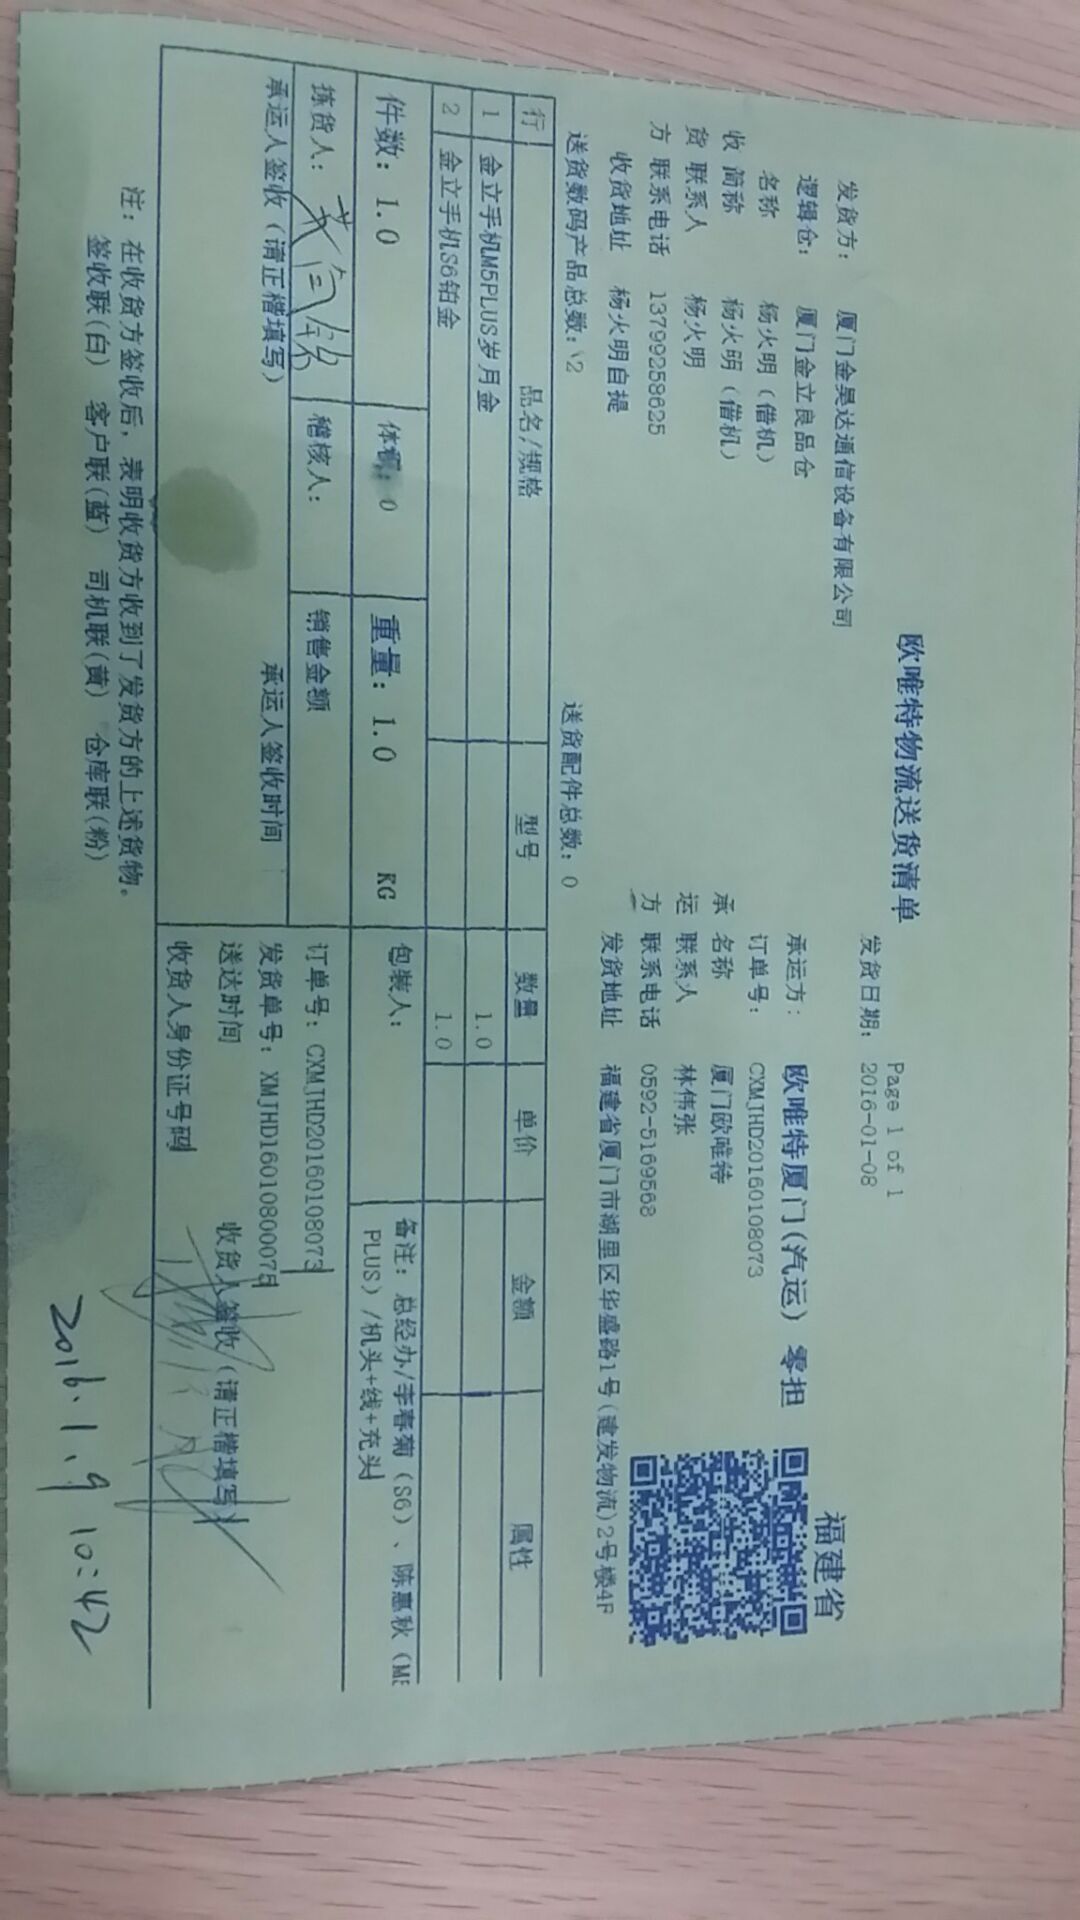 欧唯特物流送货清单
Page 1 of 1
福建省
发货方: 厦门金昊达通信设备有限公司 发货日期: 2016-01-08
逻辑仓: 厦门金立良品仓 承运方: 欧唯特厦门(汽运) 零担
名称 杨火明(借机) 订单号: CXMJHD20160108073
收 简称 杨火明(借机) 承 名称 厦门欧唯特
货 联系人 杨火明 运 联系人 林伟张
方 联系电话 13799258625 方 联系电话 0592-5169568
收货地址 杨火明自提 发货地址 福建省厦门市湖里区华盛路1号(建发物流)2号楼4F
送货数码产品总数: 2 送货配件总数: 0
行 品名/规格 型号 数量 单价 金额 属性
1 金立手机M5PLUS岁月金 1.0
2 金立手机S6铂金 1.0
件数: 1.0 体积: 0 重量: 1.0 KG 包装人: 备注: 总经办/李春菊(S6)、陈惠秋(M5
PLUS)/机头+线+充头
拣货人: 稽核人: 销售金额 订单号: CXMJHD20160108073
承运人签收(请正楷填写) 承运人签收时间 发货单号: XMJHD1601080007
送达时间 收货人签收(请正楷填写)
收货人身份证号码
注: 在收货方签收后, 表明收货方收到了发货方的上述货物。
签收联(白) 客户联(蓝) 司机联(黄) 仓库联(粉)
2016.1.9 10:42